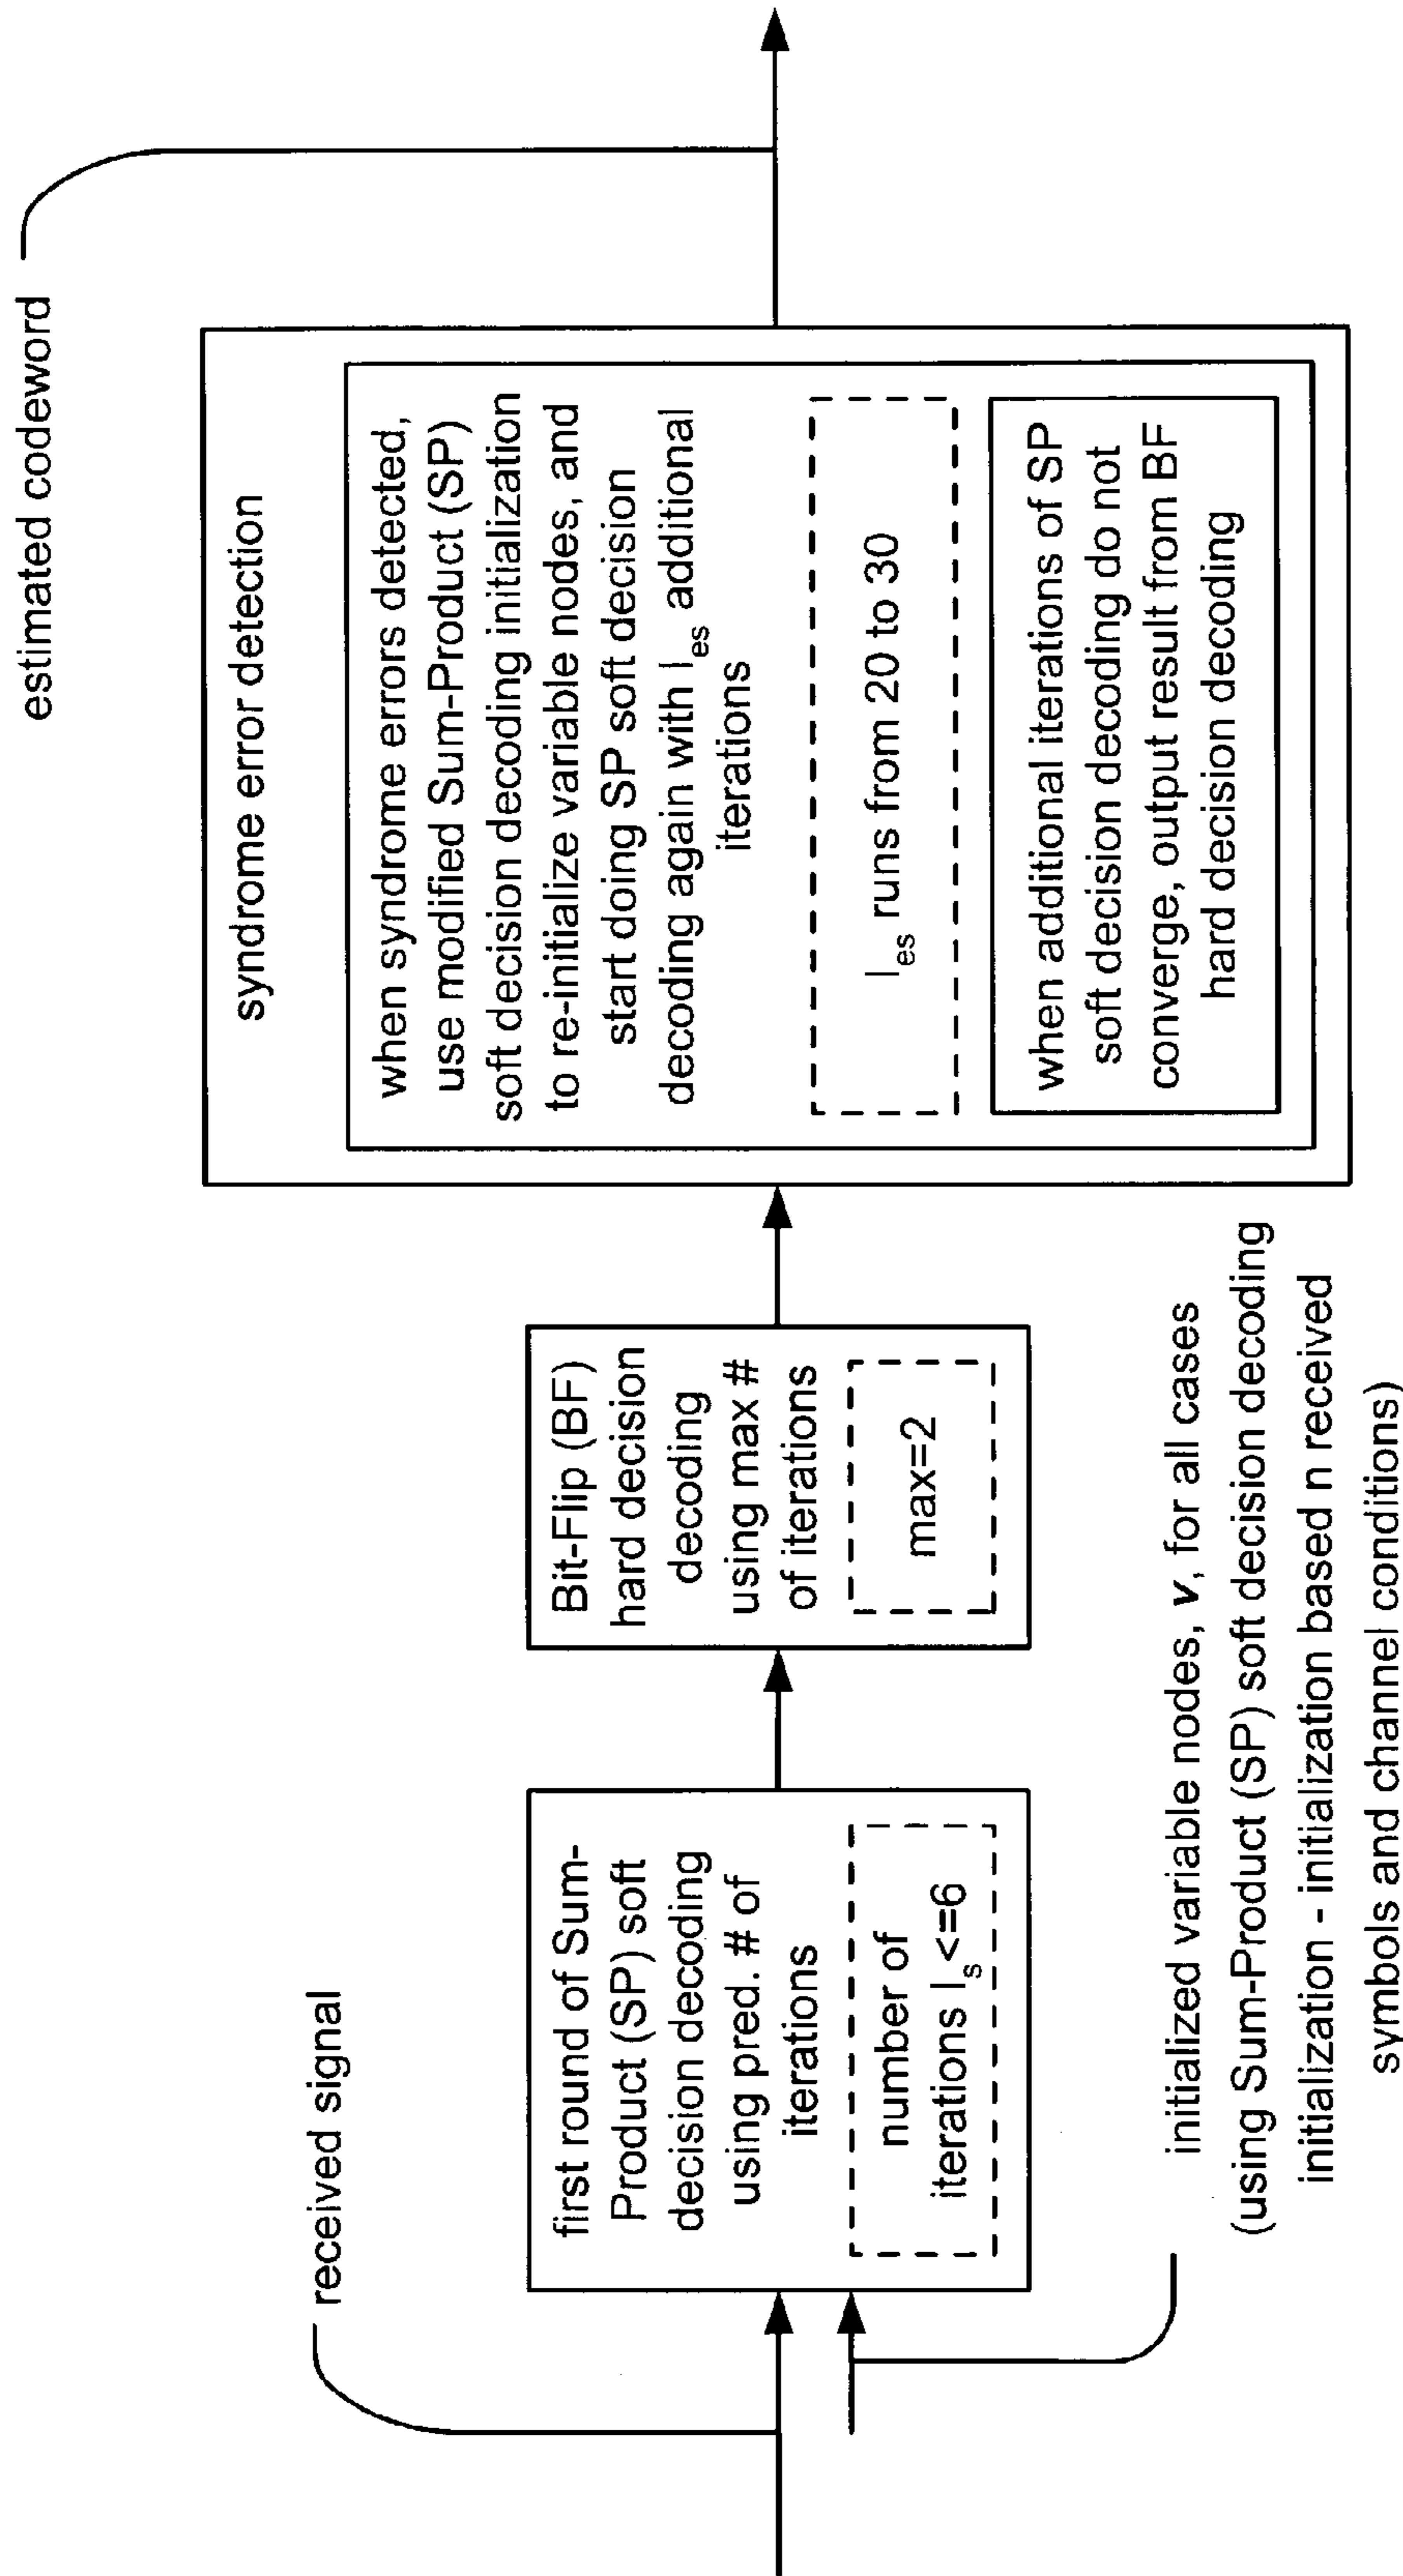 received signal
first round of Sum-
Product (SP) soft
decision decoding
using pred. # of
iterations
number of
iterations I_s <=6
initialized variable nodes, v, for all cases
(using Sum-Product (SP) soft decision decoding
initialization - initialization based n received
symbols and channel conditions)
Bit-Flip (BF)
hard decision
decoding
using max #
of iterations
max=2
syndrome error detection
when syndrome errors detected,
use modified Sum-Product (SP)
soft decision decoding initialization
to re-initialize variable nodes, and
start doing SP soft decision
decoding again with I_es additional
iterations
I_es runs from 20 to 30
when additional iterations of SP
soft decision decoding do not
converge, output result from BF
hard decision decoding
estimated codeword